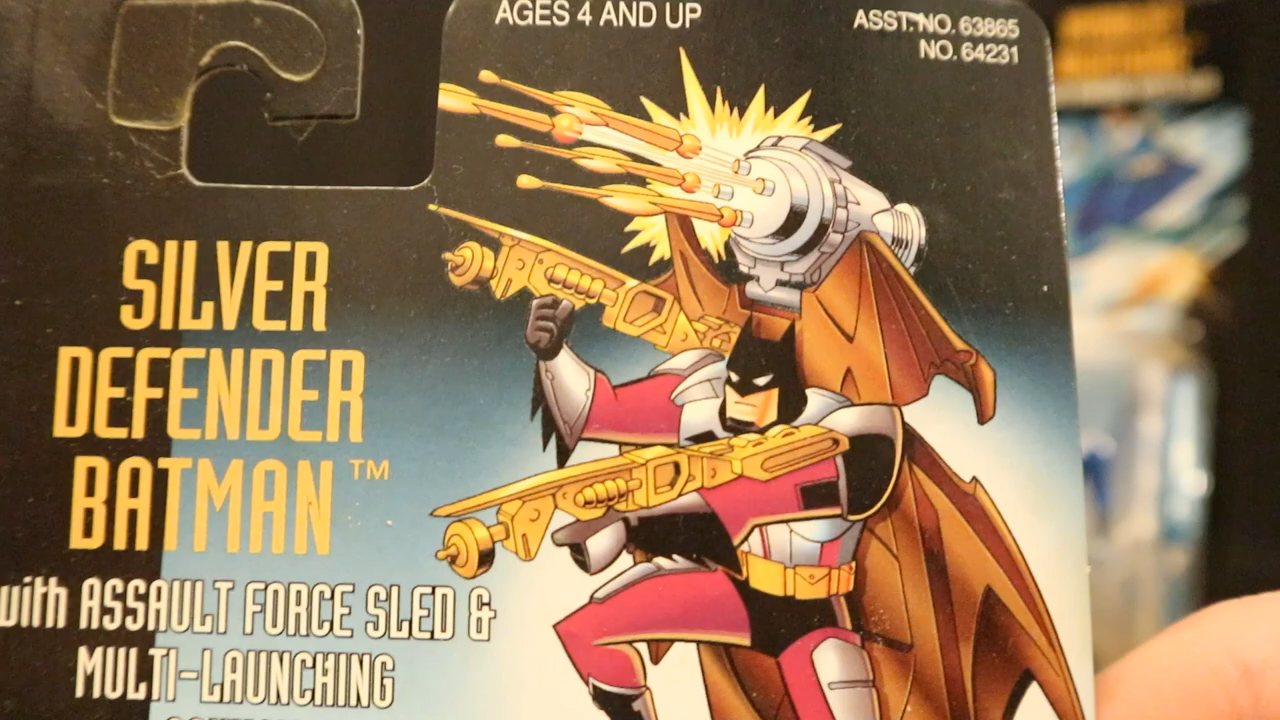 AGES 4 AND UP
ASST. NO. 63865
NO. 64231
SILVER
DEFENDER
BATMAN™
with ASSAULT FORCE SLED &
MULTI-LAUNCHING